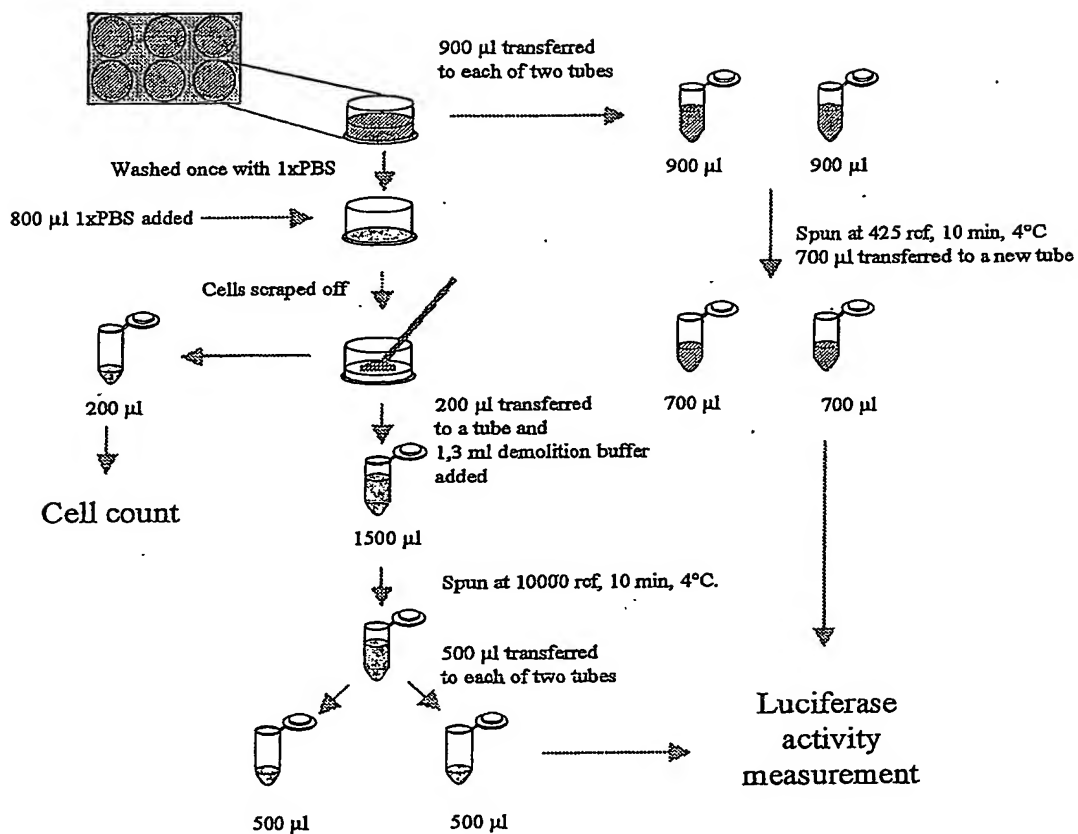 900 µl transferred
to each of two tubes
900 µl
900 µl
Washed once with 1xPBS
800 µl 1xPBS added
Spun at 425 rcf, 10 min, 4°C
700 µl transferred to a new tube
Cells scraped off
700 µl
700 µl
200 µl
200 µl transferred
to a tube and
1,3 ml demolition buffer
added
Cell count
1500 µl
Spun at 10000 rcf, 10 min, 4°C.
500 µl transferred
to each of two tubes
Luciferase
activity
measurement
500 µl
500 µl